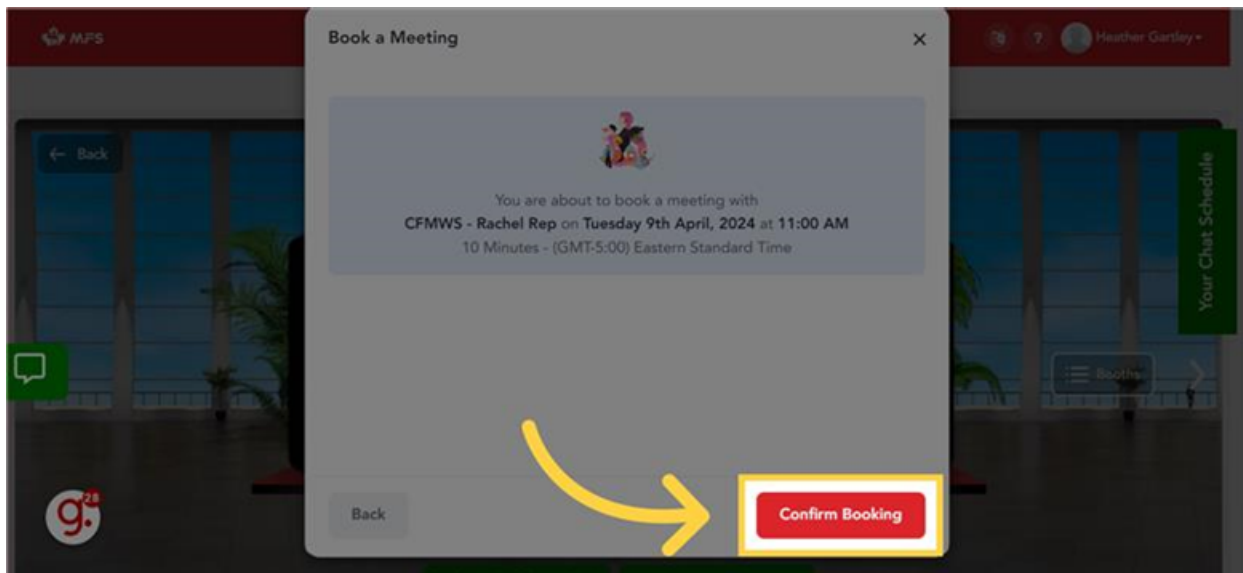 MFS
Book a Meeting
?
Heather Gartley
← Back
You are about to book a meeting with
CFMWS - Rachel Rep on Tuesday 9th April, 2024 at 11:00 AM
10 Minutes - (GMT-5:00) Eastern Standard Time
Your Chat Schedule
Booths
g.
28
Back
Confirm Booking